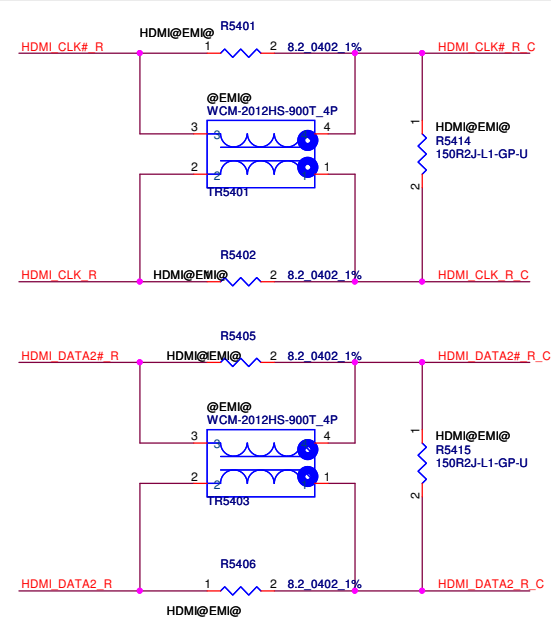 R5401
HDMI@EMI@
1 2 8.2_0402_1%
HDMI_CLK#_R
HDMI_CLK#_R_C
@EMI@
WCM-2012HS-900T_4P
3 3 4
2 2 1
TR5401
1
HDMI@EMI@
R5414
150R2J-L1-GP-U
2
R5402
HDMI_CLK_R
HDMI@EMI@
2 8.2_0402_1%
HDMI_CLK_R_C
R5405
HDMI_DATA2#_R
HDMI@EMI@
2 8.2_0402_1%
HDMI_DATA2#_R_C
@EMI@
WCM-2012HS-900T_4P
3 3 4
2 2 1
TR5403
1
HDMI@EMI@
R5415
150R2J-L1-GP-U
2
R5406
HDMI_DATA2_R
1 2 8.2_0402_1%
HDMI_DATA2_R_C
HDMI@EMI@